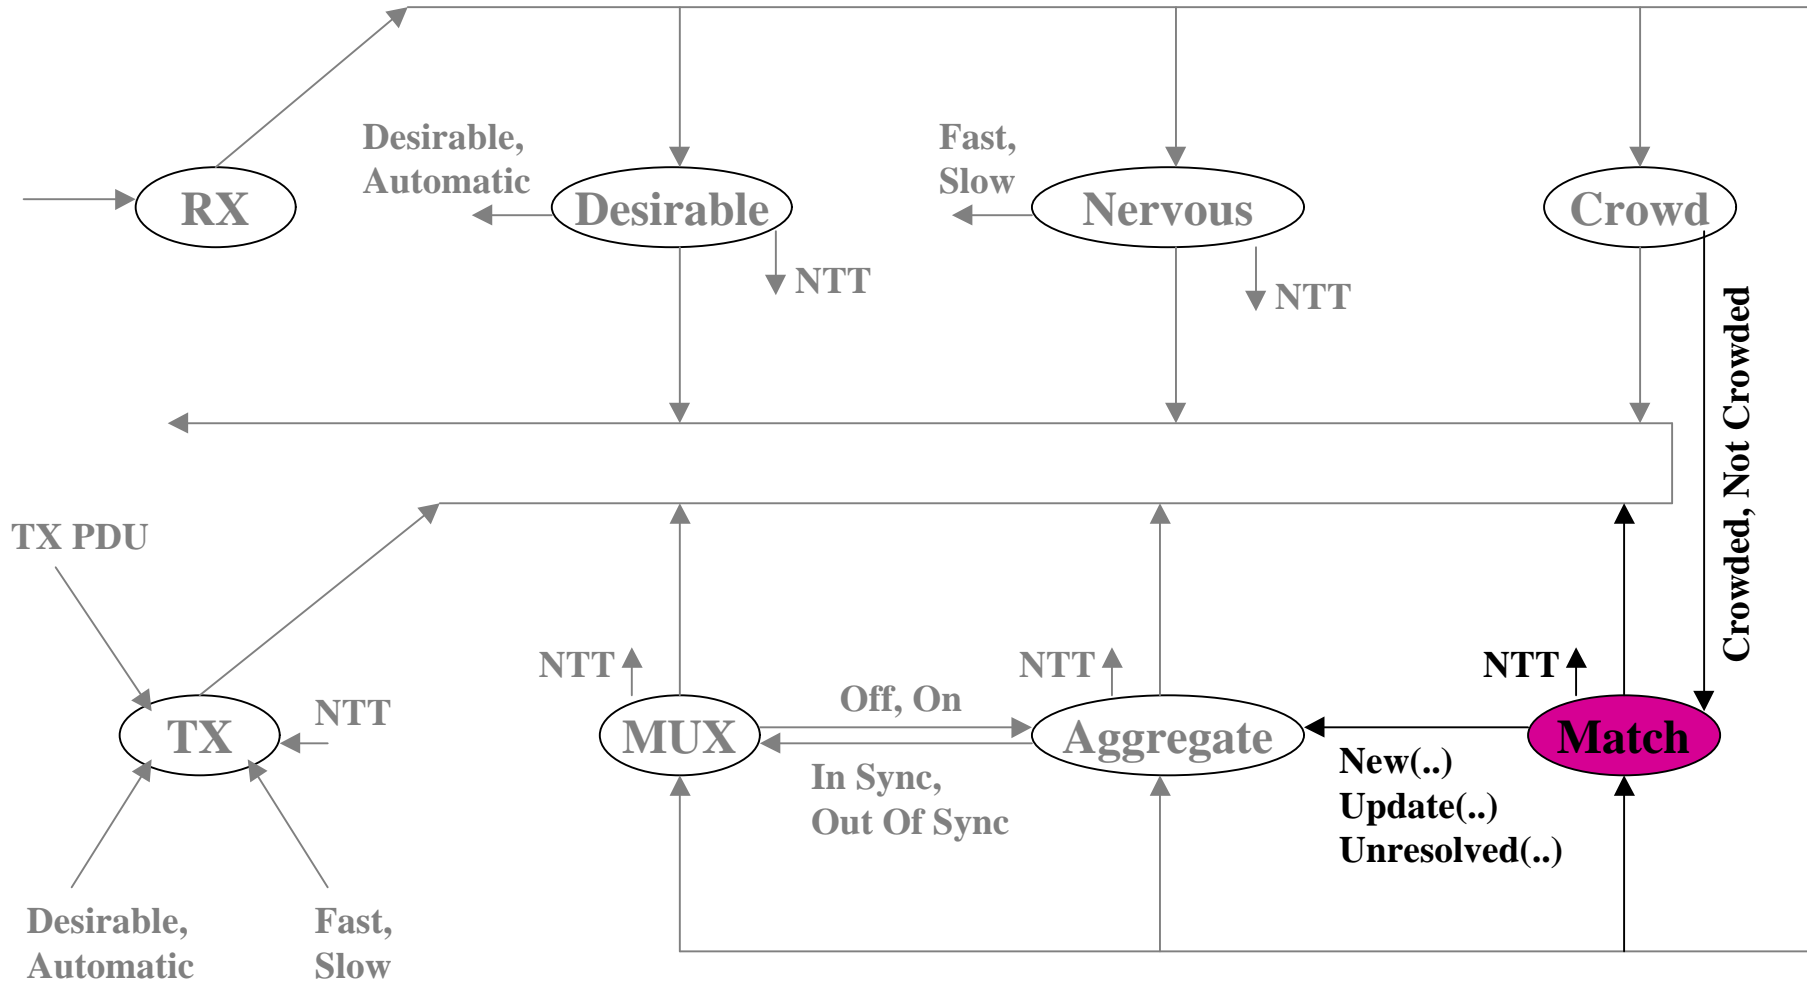 Desirable,
Automatic
Fast,
Slow
RX
Desirable
Nervous
Crowd
NTT
NTT
Crowded, Not Crowded
TX PDU
NTT
NTT
NTT
Off, On
NTT
TX
MUX
Aggregate
Match
In Sync,
Out Of Sync
New(..)
Update(..)
Unresolved(..)
Desirable,
Automatic
Fast,
Slow